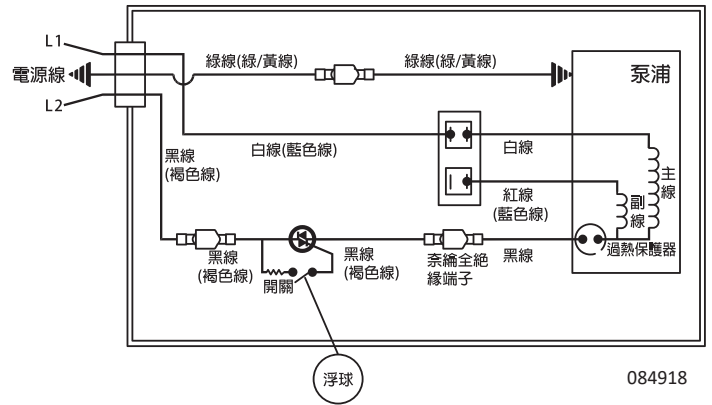 L1
綠線(綠/黃線)
綠線(綠/黃線)
電源線
泵浦
L2
白線(藍色線)
白線
黑線
(褐色線)
主
線
紅線
(藍色線)
副
線
黑線
(褐色線)
黑線
(褐色線)
奈綸全絕
緣端子
黑線
過熱保護器
開關
浮球
084918